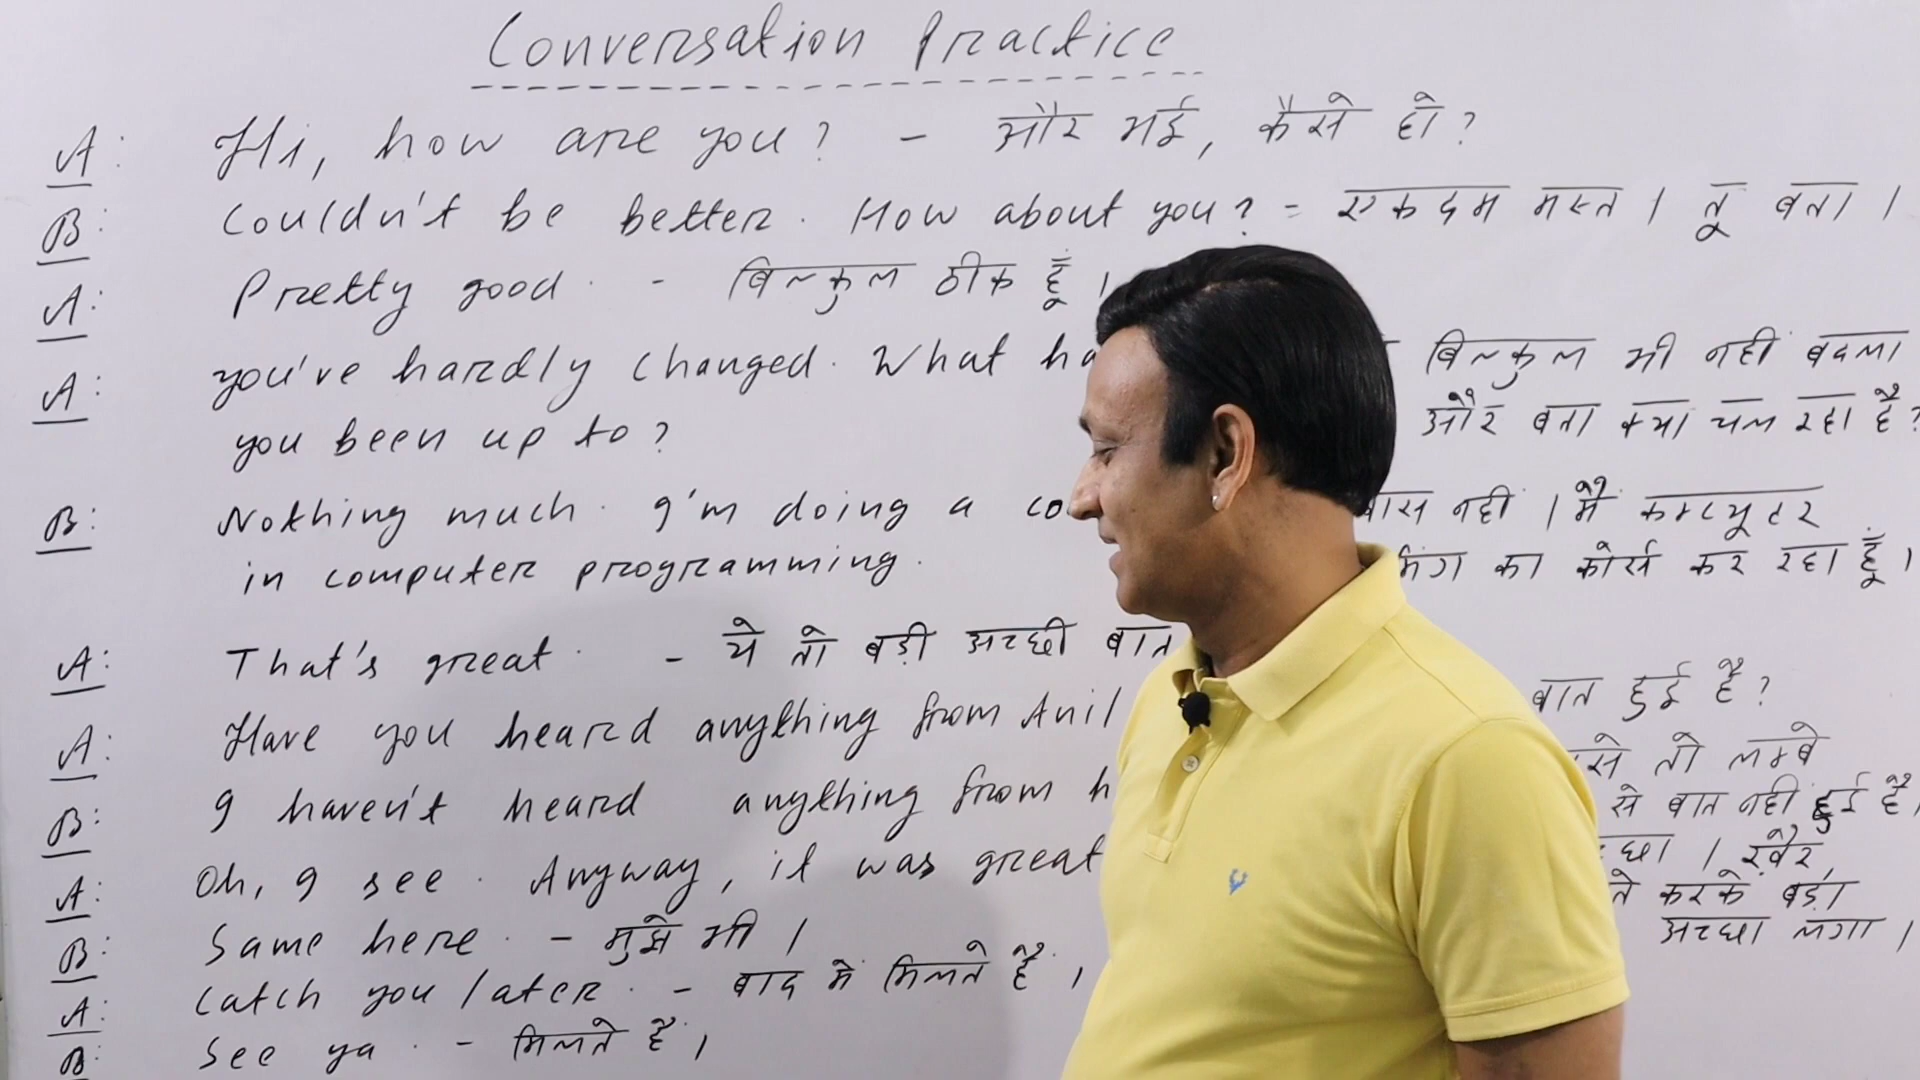 Conversation Practice
A: Hi, how are you? - और भई, कैसे हो?
B: Couldn't be better. How about you? = एकदम मस्त । तू बता ।
A: Pretty good. - बिल्कुल ठीक हूँ ।
A: you've hardly changed. What बिल्कुल भी नहीं बदला
you been up to? और बता क्या चल रहा है?
B: Nothing much. I'm doing a नहीं । मैं कम्प्यूटर
in computer programming. का कोर्स कर रहा हूँ ।
A: That's great. - ये तो बड़ी अच्छी बात
A: Have you heard anything from Anil बात हुई है?
तो लम्बे
B: I haven't heard anything from से बात नहीं हुई है ।
A: Oh, I see. Anyway, it was great । खैर,
करके बड़ा
अच्छा लगा ।
B: Same here. - मुझे भी ।
A: Catch you later. - बाद में मिलते हैं ।
B: See ya. - मिलते हैं ।